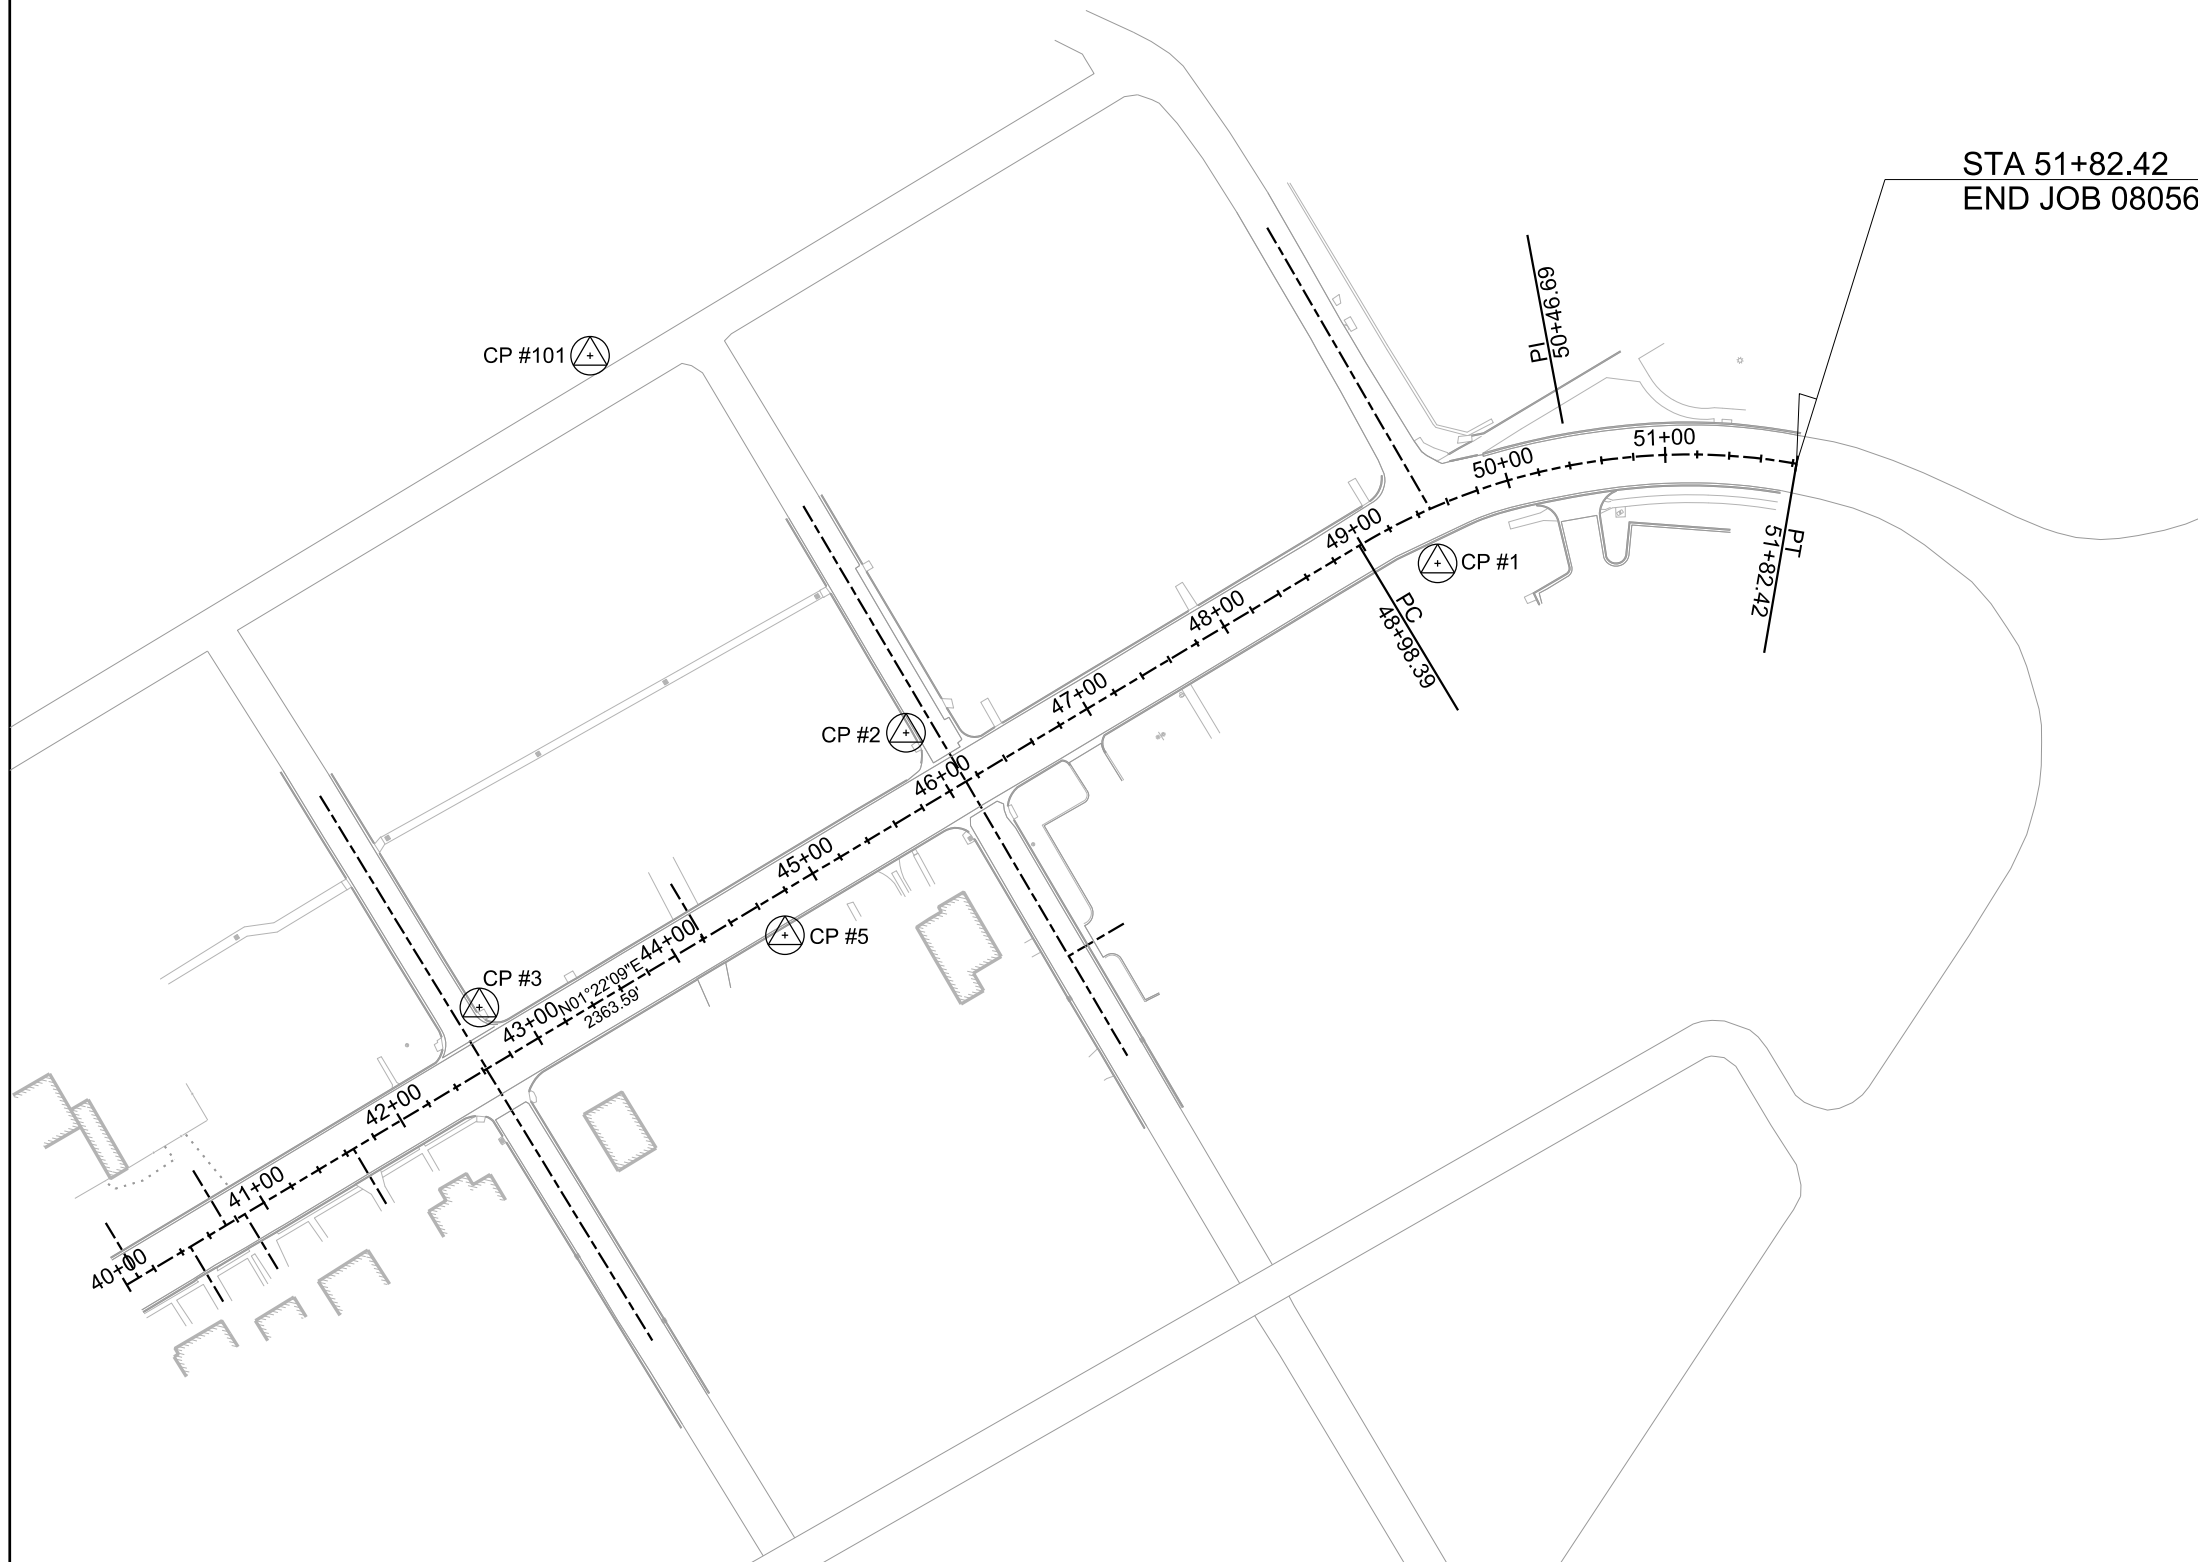 STA 51+82.42
END JOB 08056
PI
50+46.69
CP #101
51+00
50+00
49+00
CP #1
PT
51+82.42
PC
48+98.39
48+00
47+00
CP #2
46+00
45+00
CP #5
44+00
N01°22'09"E
2363.59'
CP #3
43+00
42+00
41+00
40+00